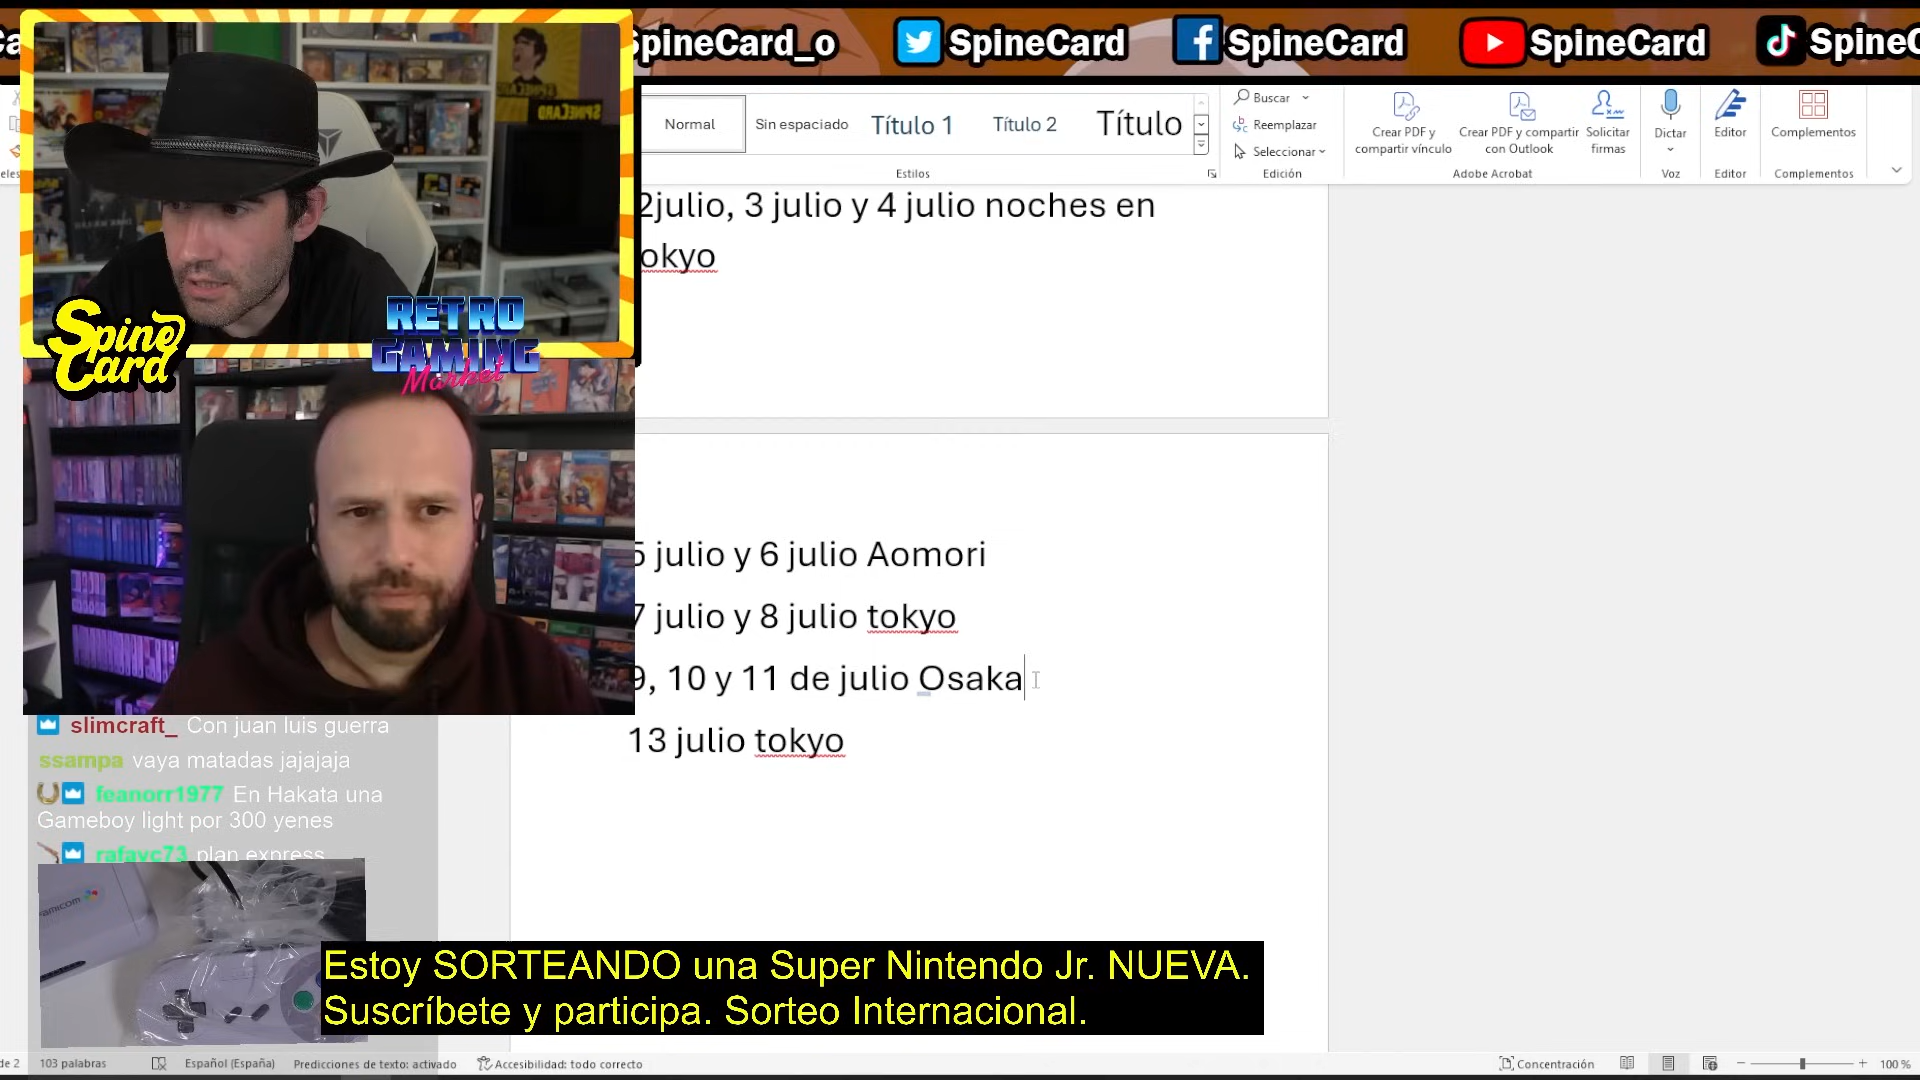 SpineCard_o SpineCard SpineCard SpineCard
Buscar
Reemplazar
Seleccionar
Edición
Normal
Sin espaciado
Título 1
Título 2
Título
Estilos
Crear PDF y
compartir vínculo
Crear PDF y compartir
con Outlook
Adobe Acrobat
Solicitar
firmas
Dictar
Voz
Editor
Editor
Complementos
Complementos
2julio, 3 julio y 4 julio noches en
okyo
Spine
Card
RETRO
GAMING
Market
5 julio y 6 julio Aomori
7 julio y 8 julio tokyo
9, 10 y 11 de julio Osaka
13 julio tokyo
slimcraft_ Con juan luis guerra
ssampa vaya matadas jajajaja
feanorr1977 En Hakata una
Gameboy light por 300 yenes
rafavc73 plan express
Estoy SORTEANDO una Super Nintendo Jr. NUEVA.
Suscríbete y participa. Sorteo Internacional.
de 2 103 palabras Español (España) Predicciones de texto: activado Accesibilidad: todo correcto Concentración 100 %